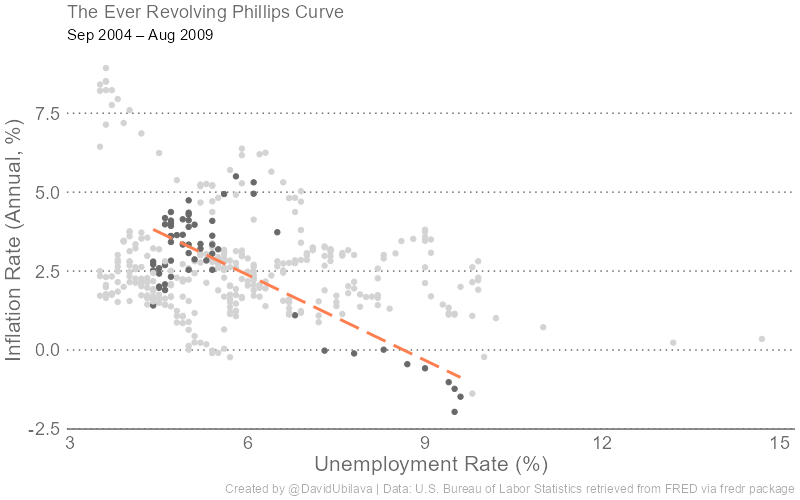 The Ever Revolving Phillips Curve
Sep 2004 – Aug 2009
Inflation Rate (Annual, %)
7.5
5.0
2.5
0.0
-2.5
3
6
9
12
15
Unemployment Rate (%)
Created by @DavidUbilava | Data: U.S. Bureau of Labor Statistics retrieved from FRED via fredr package